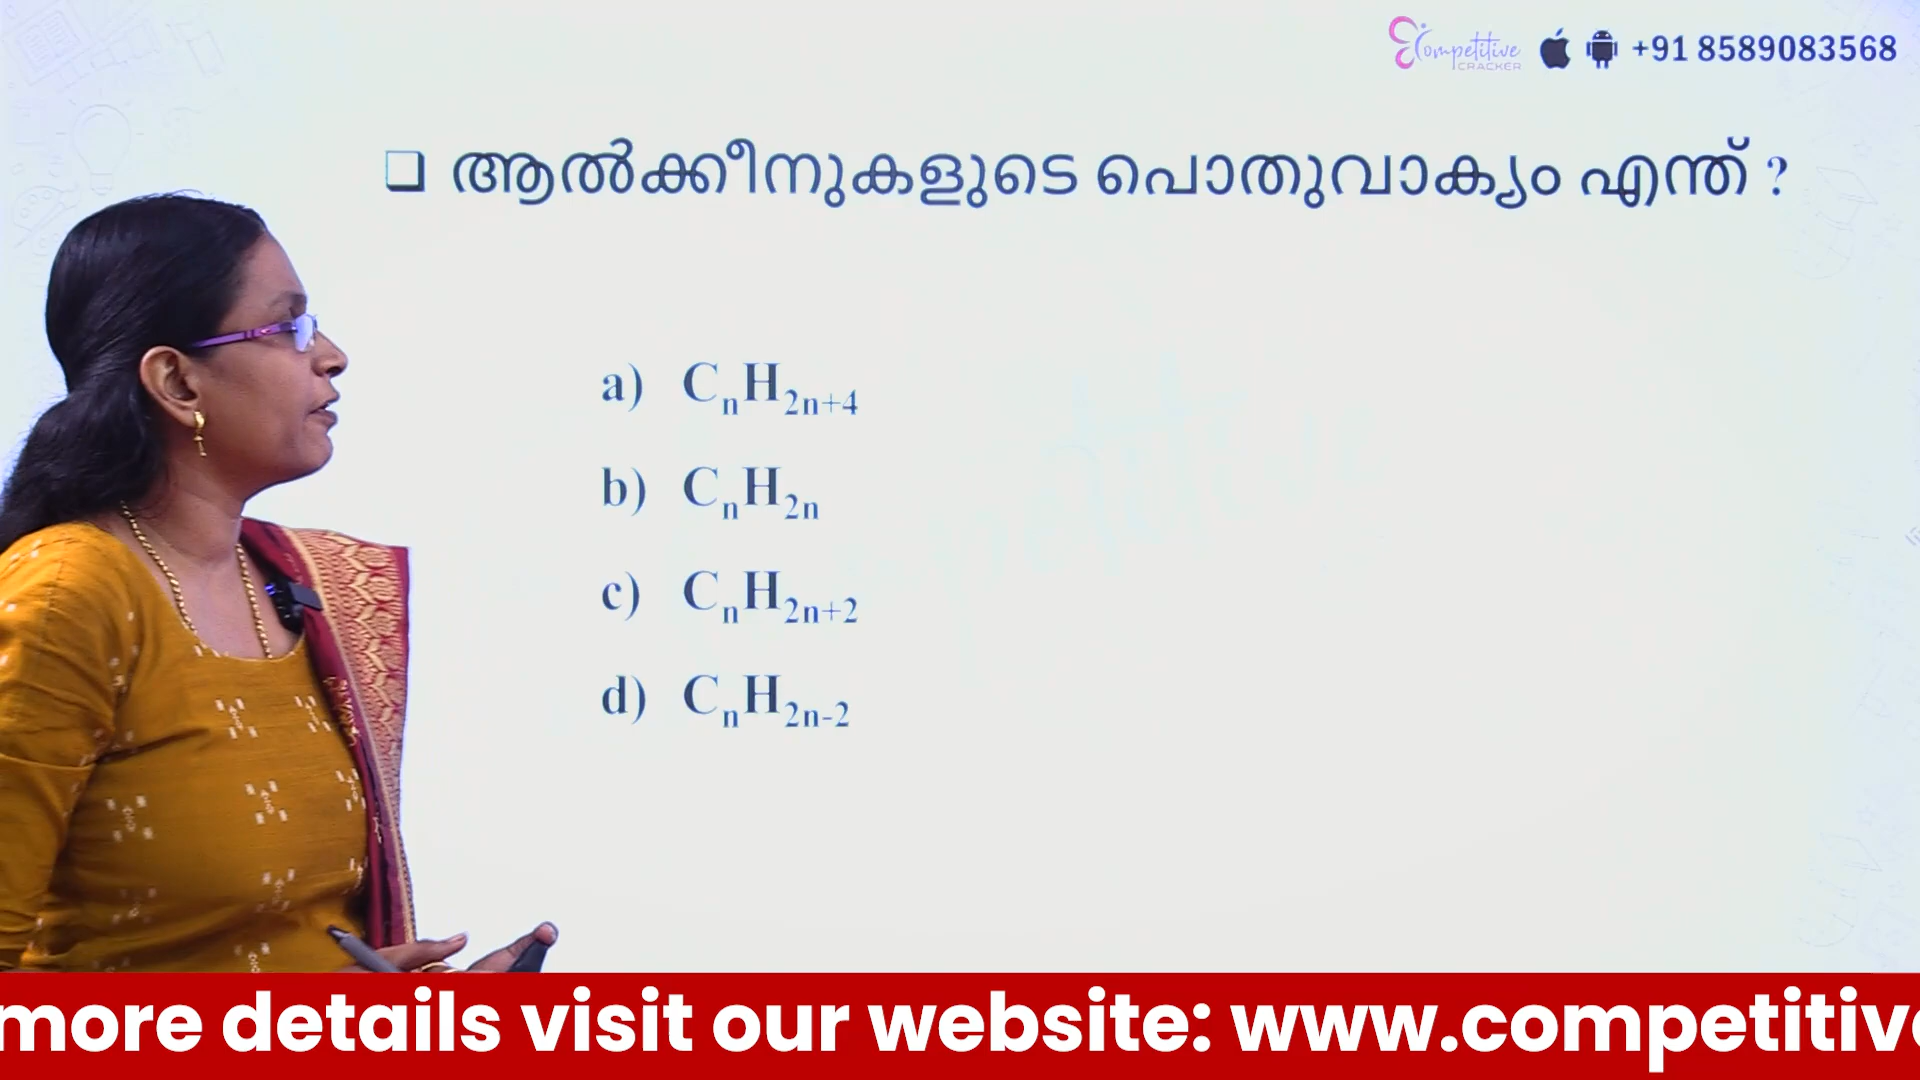 Competitive
CRACKER
+91 8589083568
❑ ആൽക്കീനുകളുടെ പൊതുവാക്യം എന്ത് ?
a) CₙH₂ₙ₊₄
b) CₙH₂ₙ
c) CₙH₂ₙ₊₂
d) CₙH₂ₙ₋₂
more details visit our website: www.competitive